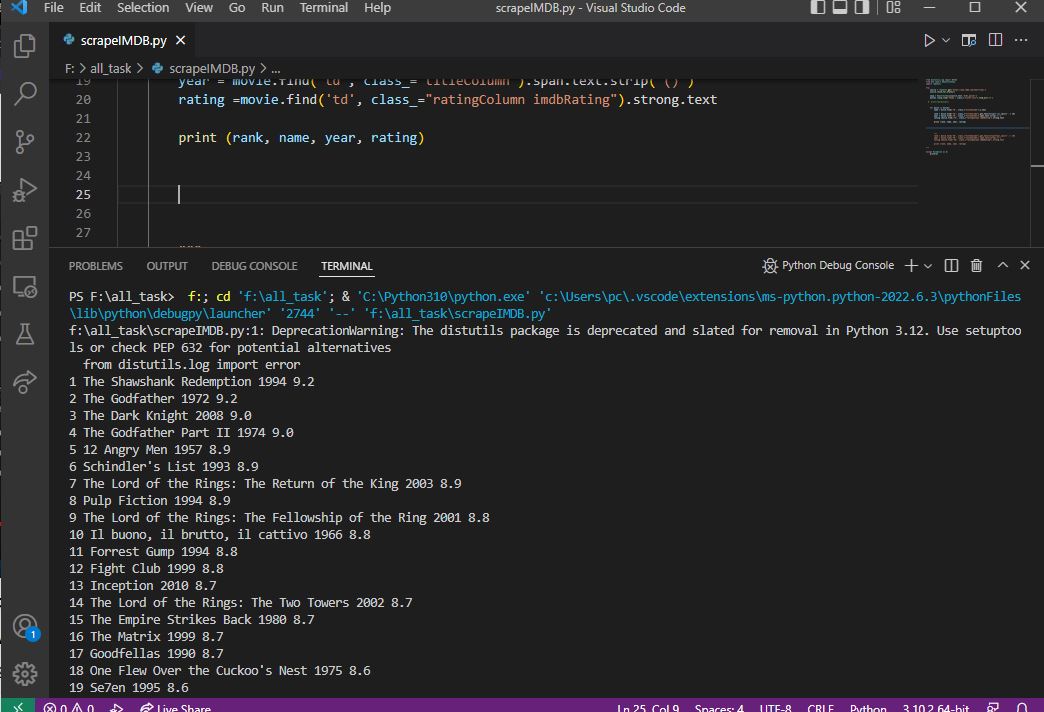 File Edit Selection View Go Run Terminal Help scrapeIMDB.py - Visual Studio Code
scrapeIMDB.py
F: > all_task > scrapeIMDB.py > ...
19 year = movie.find('td', class_="titleColumn").span.text.strip('()')
20 rating =movie.find('td', class_="ratingColumn imdbRating").strong.text
21
22 print (rank, name, year, rating)
23
24
25
26
27
PROBLEMS OUTPUT DEBUG CONSOLE TERMINAL Python Debug Console
PS F:\all_task> f:; cd 'f:\all_task'; & 'C:\Python310\python.exe' 'c:\Users\pc\.vscode\extensions\ms-python.python-2022.6.3\pythonFiles
\lib\python\debugpy\launcher' '2744' '--' 'f:\all_task\scrapeIMDB.py'
f:\all_task\scrapeIMDB.py:1: DeprecationWarning: The distutils package is deprecated and slated for removal in Python 3.12. Use setuptoo
ls or check PEP 632 for potential alternatives
from distutils.log import error
1 The Shawshank Redemption 1994 9.2
2 The Godfather 1972 9.2
3 The Dark Knight 2008 9.0
4 The Godfather Part II 1974 9.0
5 12 Angry Men 1957 8.9
6 Schindler's List 1993 8.9
7 The Lord of the Rings: The Return of the King 2003 8.9
8 Pulp Fiction 1994 8.9
9 The Lord of the Rings: The Fellowship of the Ring 2001 8.8
10 Il buono, il brutto, il cattivo 1966 8.8
11 Forrest Gump 1994 8.8
12 Fight Club 1999 8.8
13 Inception 2010 8.7
14 The Lord of the Rings: The Two Towers 2002 8.7
15 The Empire Strikes Back 1980 8.7
16 The Matrix 1999 8.7
17 Goodfellas 1990 8.7
18 One Flew Over the Cuckoo's Nest 1975 8.6
19 Se7en 1995 8.6
1
0 0 Live Share Ln 25, Col 9 Spaces: 4 UTF-8 CRLF Python 3.10.2 64-bit